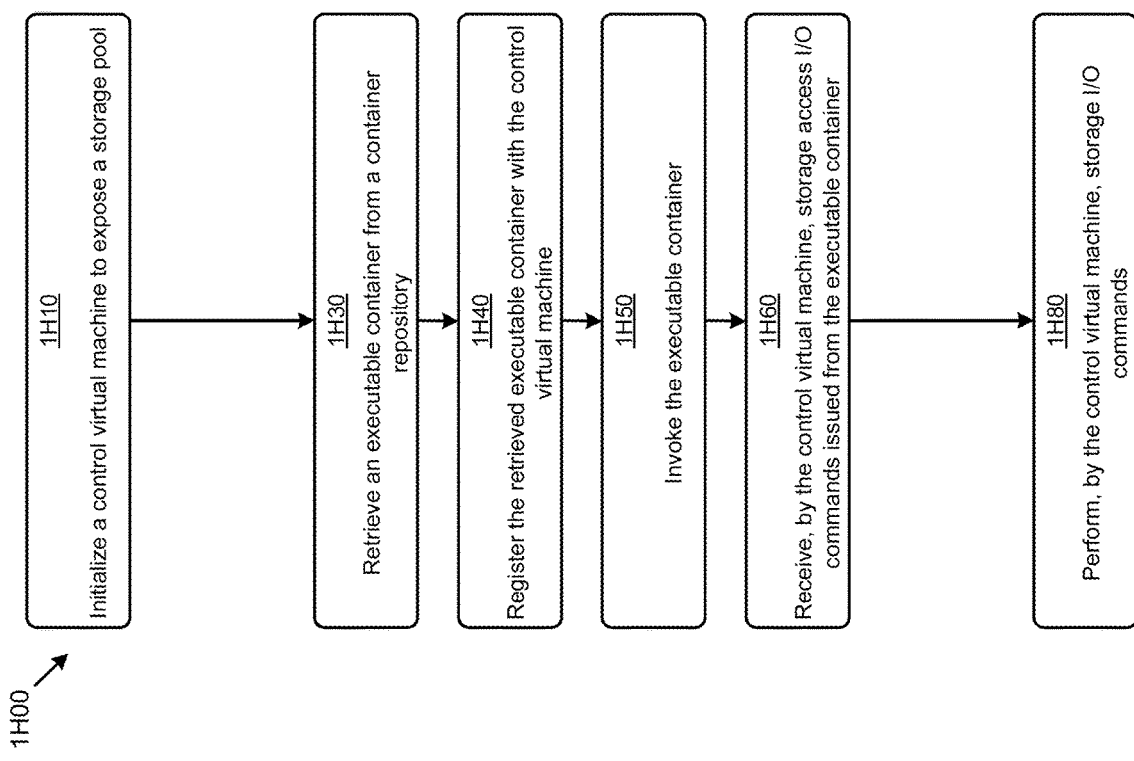 1H00
1H10
Initialize a control virtual machine to expose a storage pool
1H30
Retrieve an executable container from a container
repository
1H40
Register the retrieved executable container with the control
virtual machine
1H50
Invoke the executable container
1H60
Receive, by the control virtual machine, storage access I/O
commands issued from the executable container
1H80
Perform, by the control virtual machine, storage I/O
commands